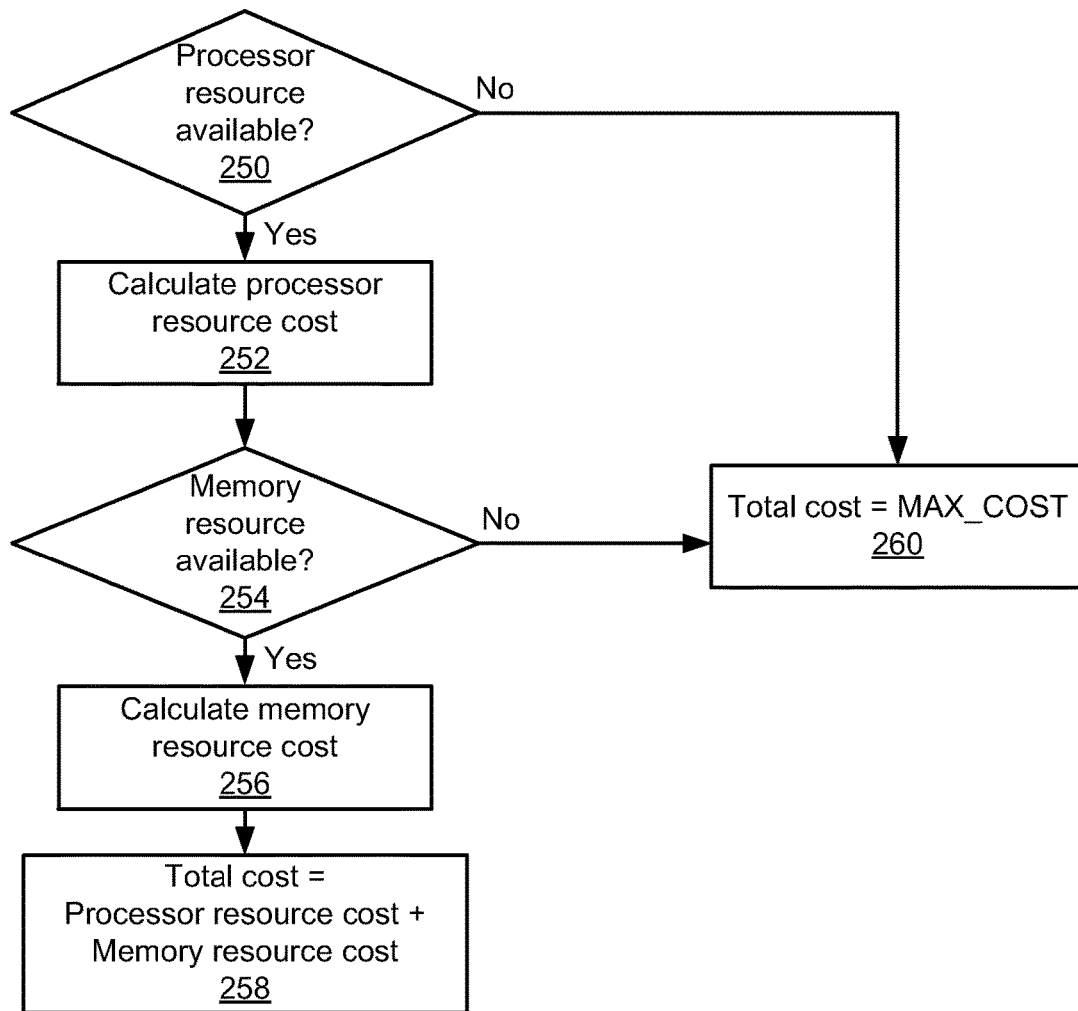 Processor
resource
available?
250
No
Yes
Calculate processor
resource cost
252
Memory
resource
available?
254
No
Total cost = MAX_COST
260
Yes
Calculate memory
resource cost
256
Total cost =
Processor resource cost +
Memory resource cost
258